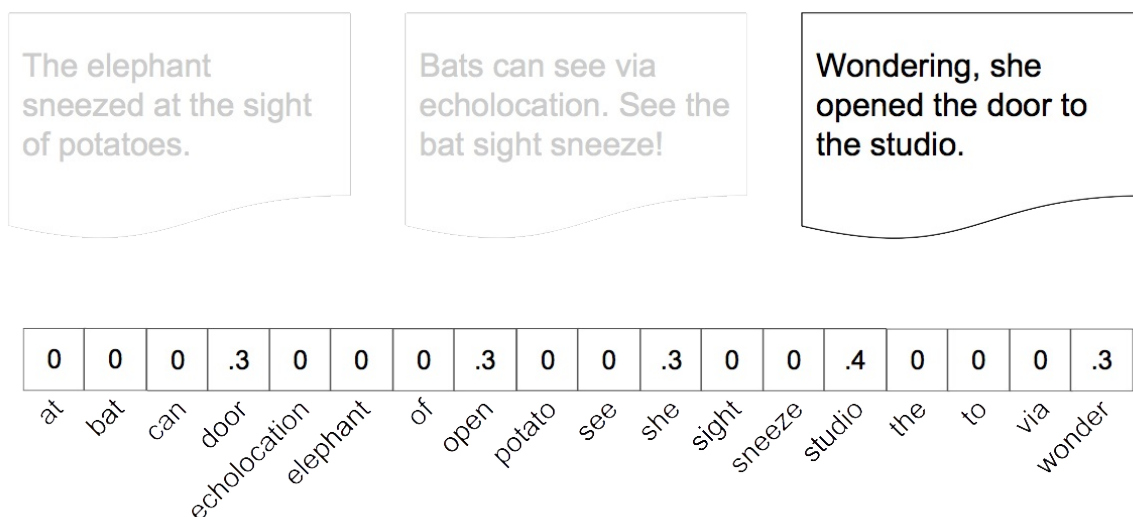 The elephant
sneezed at the sight
of potatoes.
Bats can see via
echolocation. See the
bat sight sneeze!
Wondering, she
opened the door to
the studio.
0 0 0 .3 0 0 0 .3 0 0 .3 0 0 .4 0 0 0 .3
at bat can door echolocation elephant of open potato see she sight sneeze studio the to via wonder